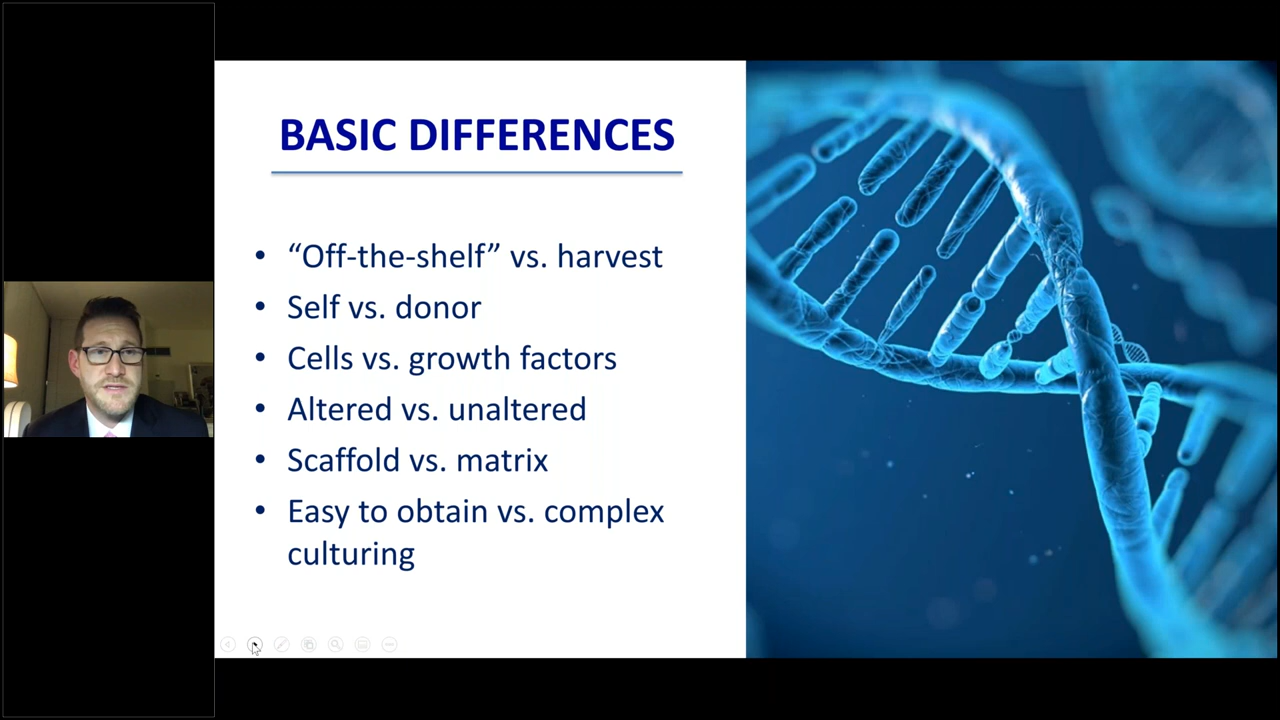 BASIC DIFFERENCES
• “Off-the-shelf” vs. harvest
• Self vs. donor
• Cells vs. growth factors
• Altered vs. unaltered
• Scaffold vs. matrix
• Easy to obtain vs. complex
culturing